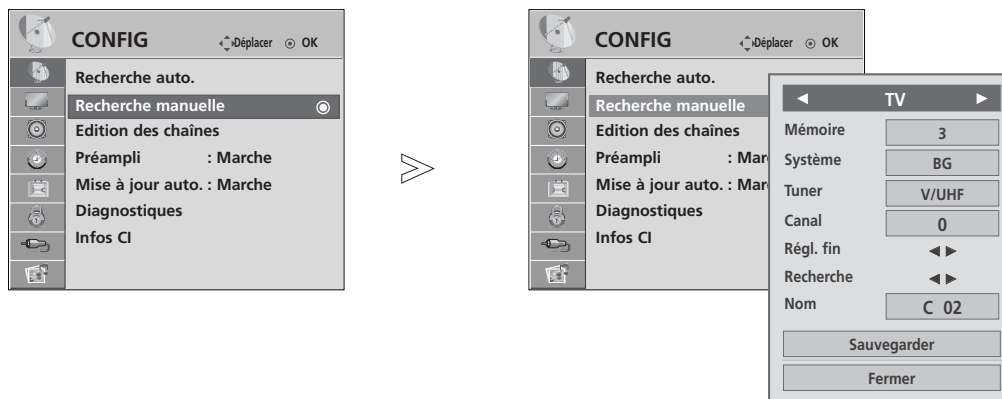 CONFIG Déplacer OK
Recherche auto.
Recherche manuelle
Edition des chaînes
Préampli : Marche
Mise à jour auto. : Marche
Diagnostiques
Infos CI
CONFIG Déplacer OK
Recherche auto.
Recherche manuelle
Edition des chaînes
Préampli : Mar
Mise à jour auto. : Mar
Diagnostiques
Infos CI
TV
Mémoire 3
Système BG
Tuner V/UHF
Canal 0
Régl. fin
Recherche
Nom C 02
Sauvegarder
Fermer